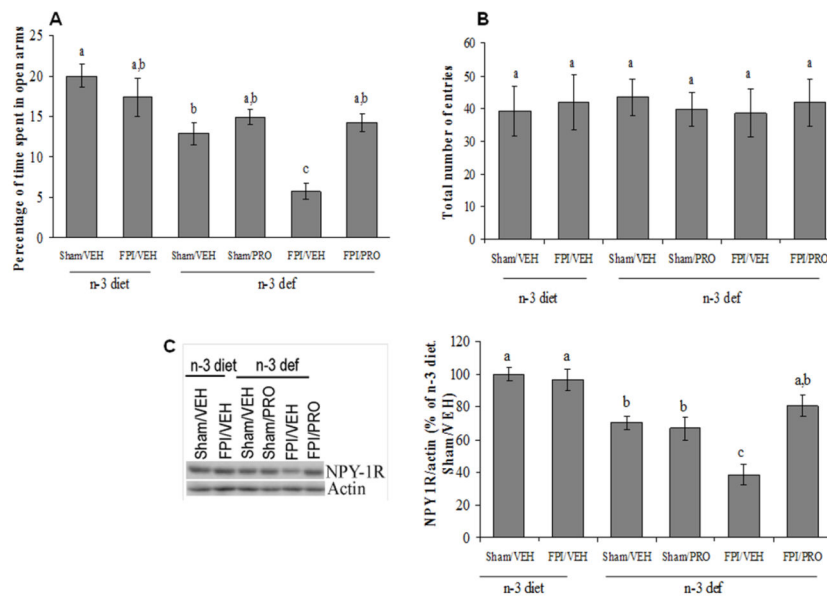 A
Percentage of time spent in open arms
25
20
15
10
5
0
a
a,b
b
a,b
c
a,b
Sham/VEH FPI/VEH Sham/VEH Sham/PRO FPI/VEH FPI/PRO
n-3 diet n-3 def
B
Total number of entries
60
50
40
30
20
10
0
a a a a a a
Sham/VEH FPI/VEH Sham/VEH Sham/PRO FPI/VEH FPI/PRO
n-3 diet n-3 def
C
n-3 diet n-3 def
Sham/VEH
FPI/VEH
Sham/VEH
Sham/PRO
FPI/VEH
FPI/PRO
NPY-1R
Actin
NPY1R/actin (% of n-3 diet.
Sham/VEH)
120
100
80
60
40
20
0
a
a
b
b
c
a,b
Sham/VEH FPI/VEH Sham/VEH Sham/PRO FPI/VEH FPI/PRO
n-3 diet n-3 def